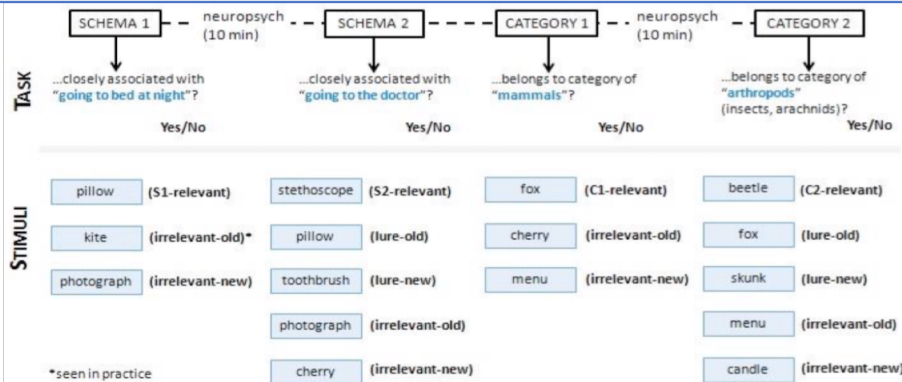 SCHEMA 1 neuropsych SCHEMA 2 CATEGORY 1 neuropsych CATEGORY 2
(10 min) (10 min)
TASK
...closely associated with
"going to bed at night"?
Yes/No
...closely associated with
"going to the doctor"?
Yes/No
...belongs to category of
"mammals"?
Yes/No
...belongs to category of
"arthropods"
(insects, arachnids)?
Yes/No
STIMULI
pillow (S1-relevant)
kite (irrelevant-old)*
photograph (irrelevant-new)
*seen in practice
stethoscope (S2-relevant)
pillow (lure-old)
toothbrush (lure-new)
photograph (irrelevant-old)
cherry (irrelevant-new)
fox (C1-relevant)
cherry (irrelevant-old)
menu (irrelevant-new)
beetle (C2-relevant)
fox (lure-old)
skunk (lure-new)
menu (irrelevant-old)
candle (irrelevant-new)